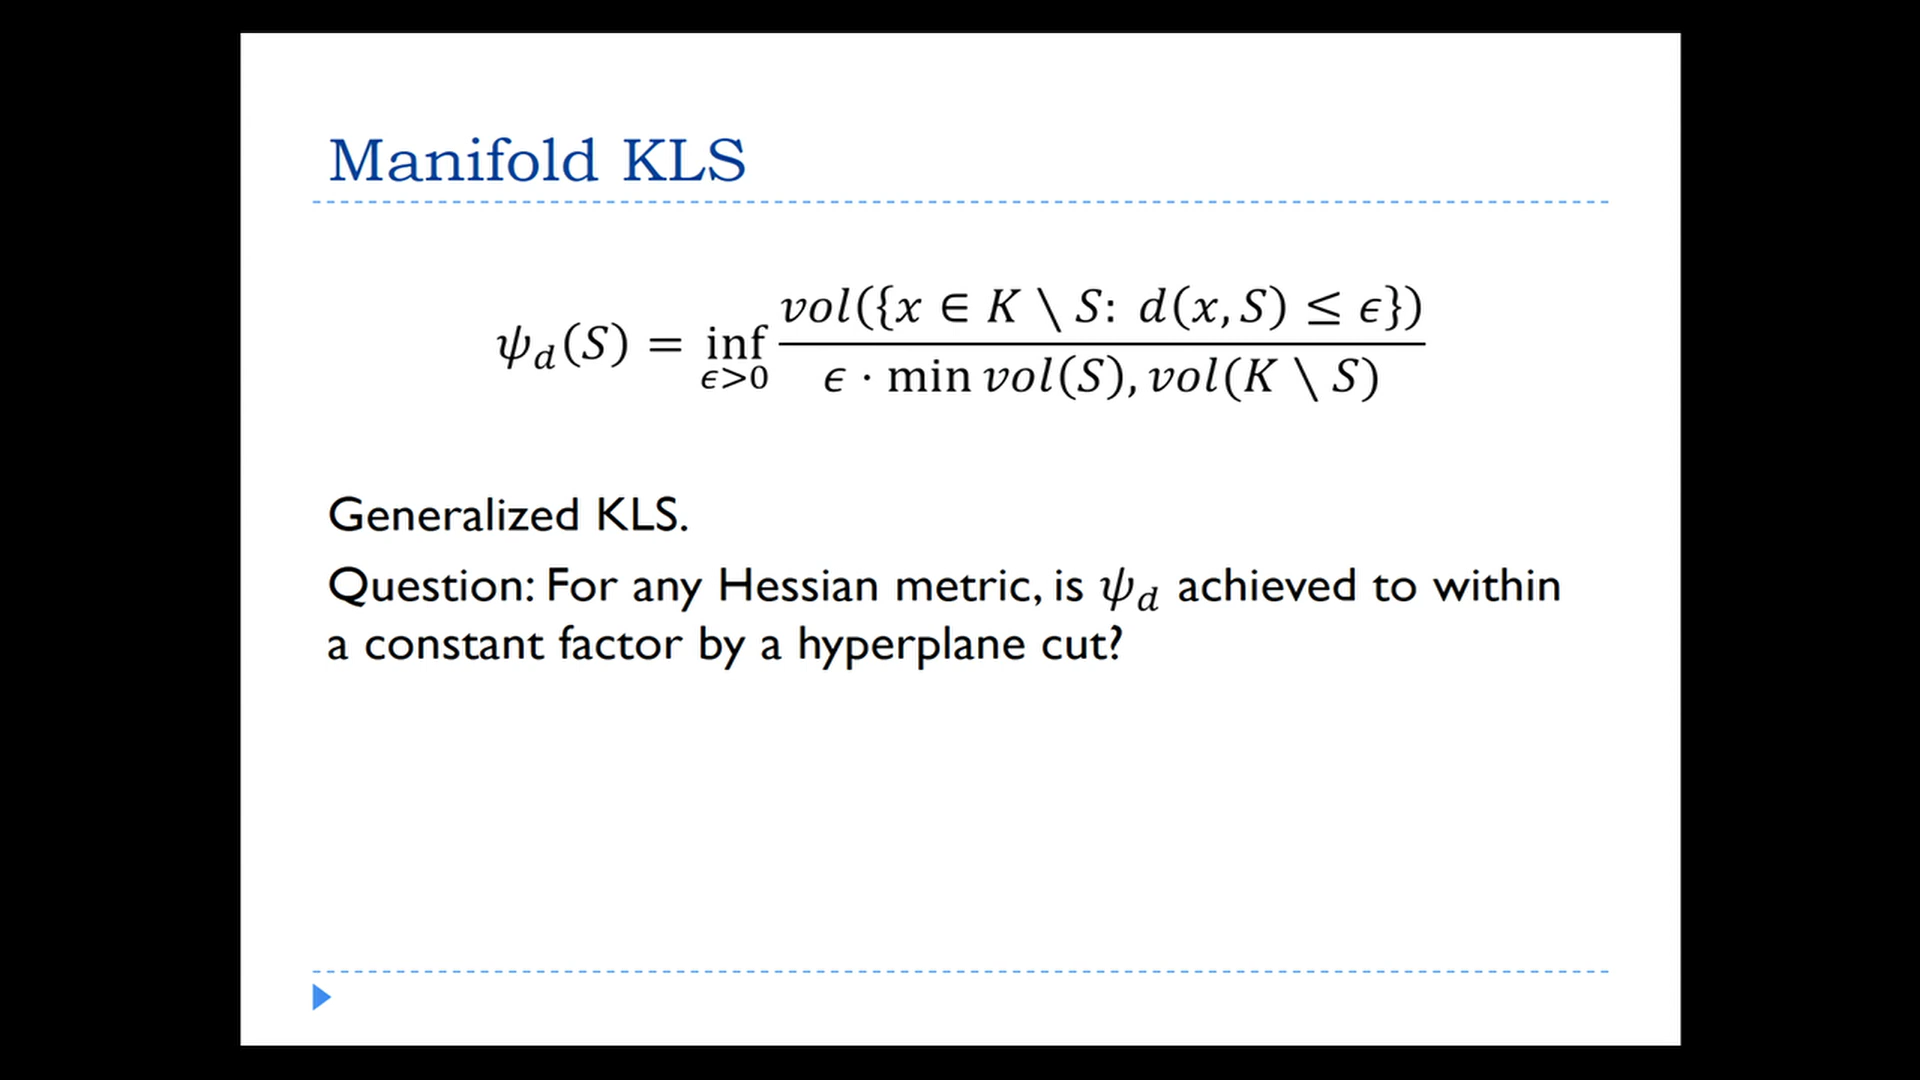 Manifold KLS
ψ_d(S) = inf_{ϵ>0} vol({x ∈ K \ S: d(x, S) ≤ ϵ}) / ϵ · min vol(S), vol(K \ S)
Generalized KLS.
Question: For any Hessian metric, is ψ_d achieved to within
a constant factor by a hyperplane cut?